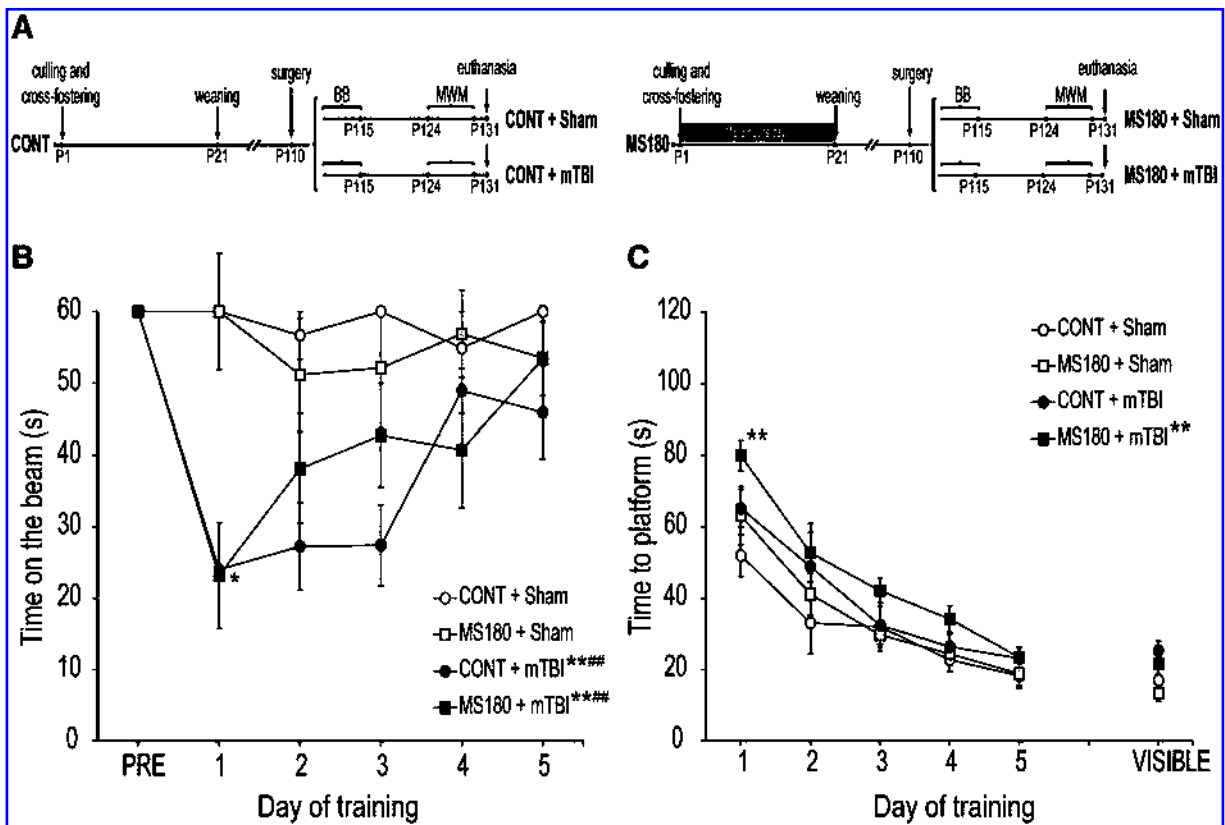 A
culling and
cross-fostering
weaning
surgery
BB
MWM
euthanasia
CONT
P1
P21
P110
P115
P124
P131
CONT + Sham
P115
P124
P131
CONT + mTBI
culling and
cross-fostering
weaning
surgery
BB
MWM
euthanasia
MS180
P1
P21
P110
P115
P124
P131
MS180 + Sham
P115
P124
P131
MS180 + mTBI
B
Time on the beam (s)
60
50
40
30
20
10
0
*
CONT + Sham
MS180 + Sham
CONT + mTBI**##
MS180 + mTBI**##
PRE 1 2 3 4 5
Day of training
C
Time to platform (s)
120
100
80
60
40
20
0
**
CONT + Sham
MS180 + Sham
CONT + mTBI
MS180 + mTBI**
1 2 3 4 5 VISIBLE
Day of training